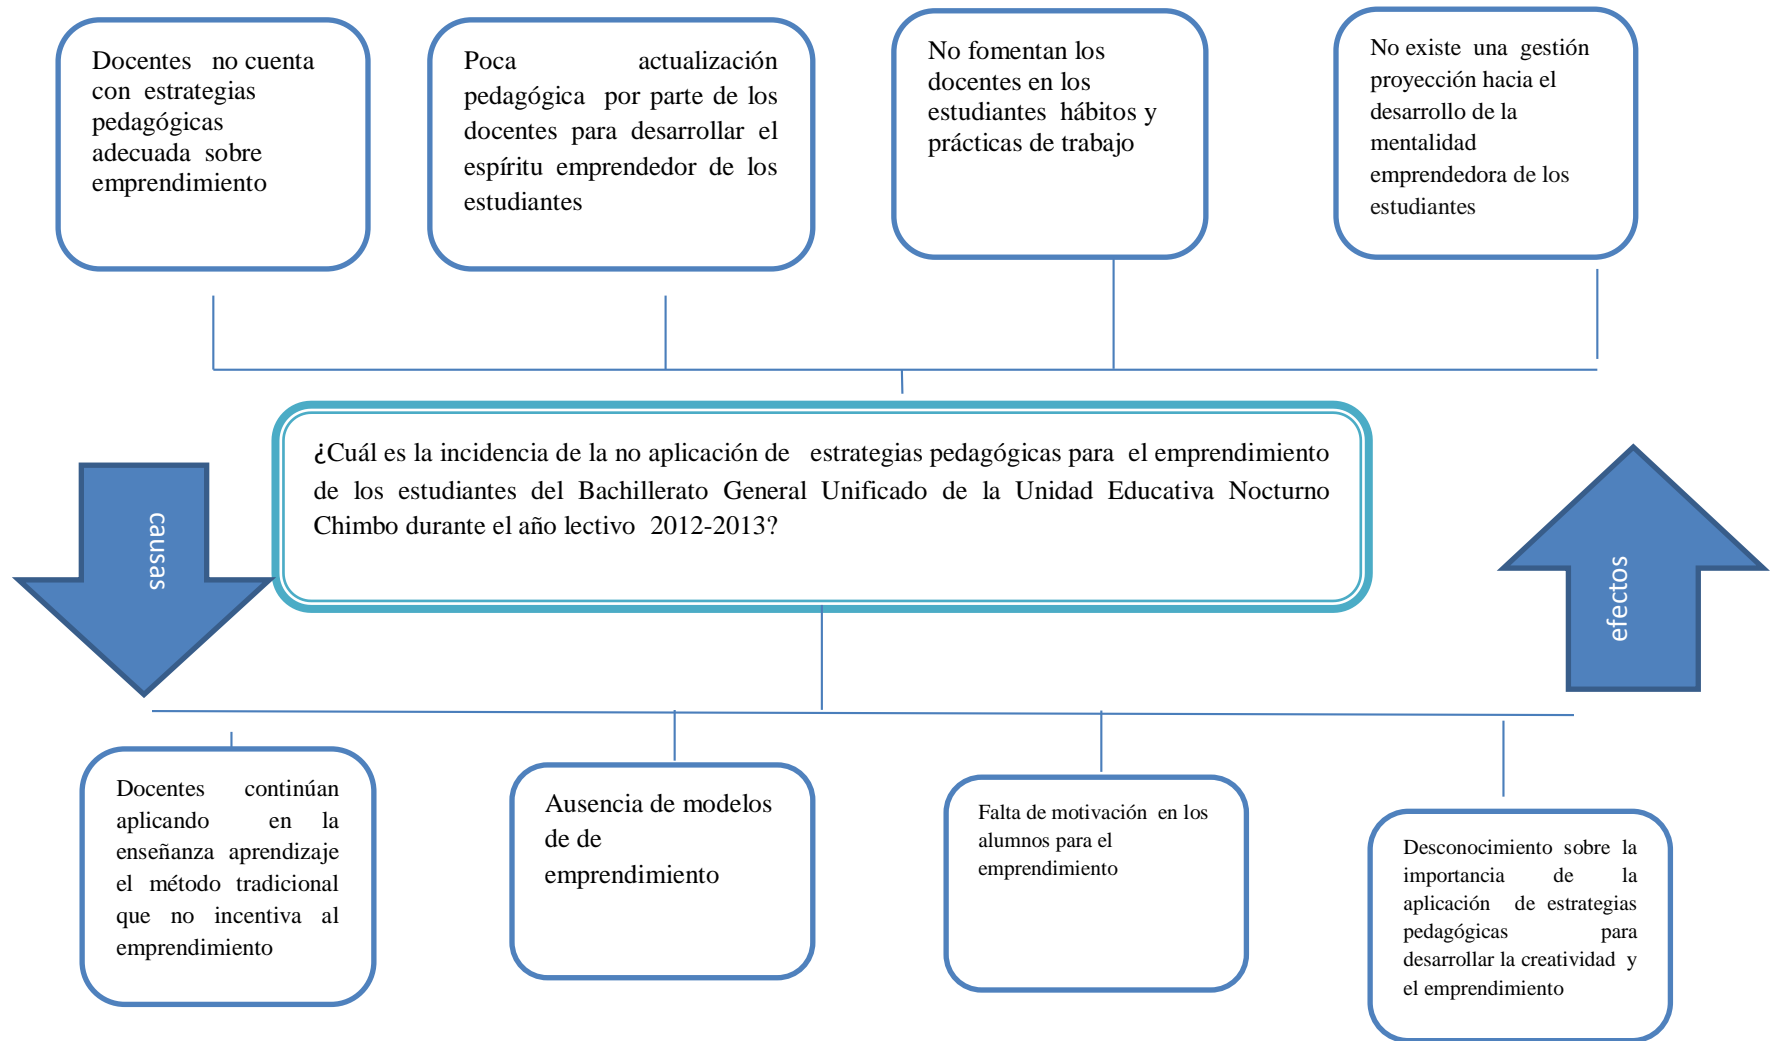 Docentes no cuenta
con estrategias
pedagógicas
adecuada sobre
emprendimiento
Poca actualización
pedagógica por parte de los
docentes para desarrollar el
espíritu emprendedor de los
estudiantes
No fomentan los
docentes en los
estudiantes hábitos y
prácticas de trabajo
No existe una gestión
proyección hacia el
desarrollo de la
mentalidad
emprendedora de los
estudiantes
¿Cuál es la incidencia de la no aplicación de estrategias pedagógicas para el emprendimiento
de los estudiantes del Bachillerato General Unificado de la Unidad Educativa Nocturno
Chimbo durante el año lectivo 2012-2013?
causas
efectos
Docentes continúan
aplicando en la
enseñanza aprendizaje
el método tradicional
que no incentiva al
emprendimiento
Ausencia de modelos
de de
emprendimiento
Falta de motivación en los
alumnos para el
emprendimiento
Desconocimiento sobre la
importancia de la
aplicación de estrategias
pedagógicas para
desarrollar la creatividad y
el emprendimiento